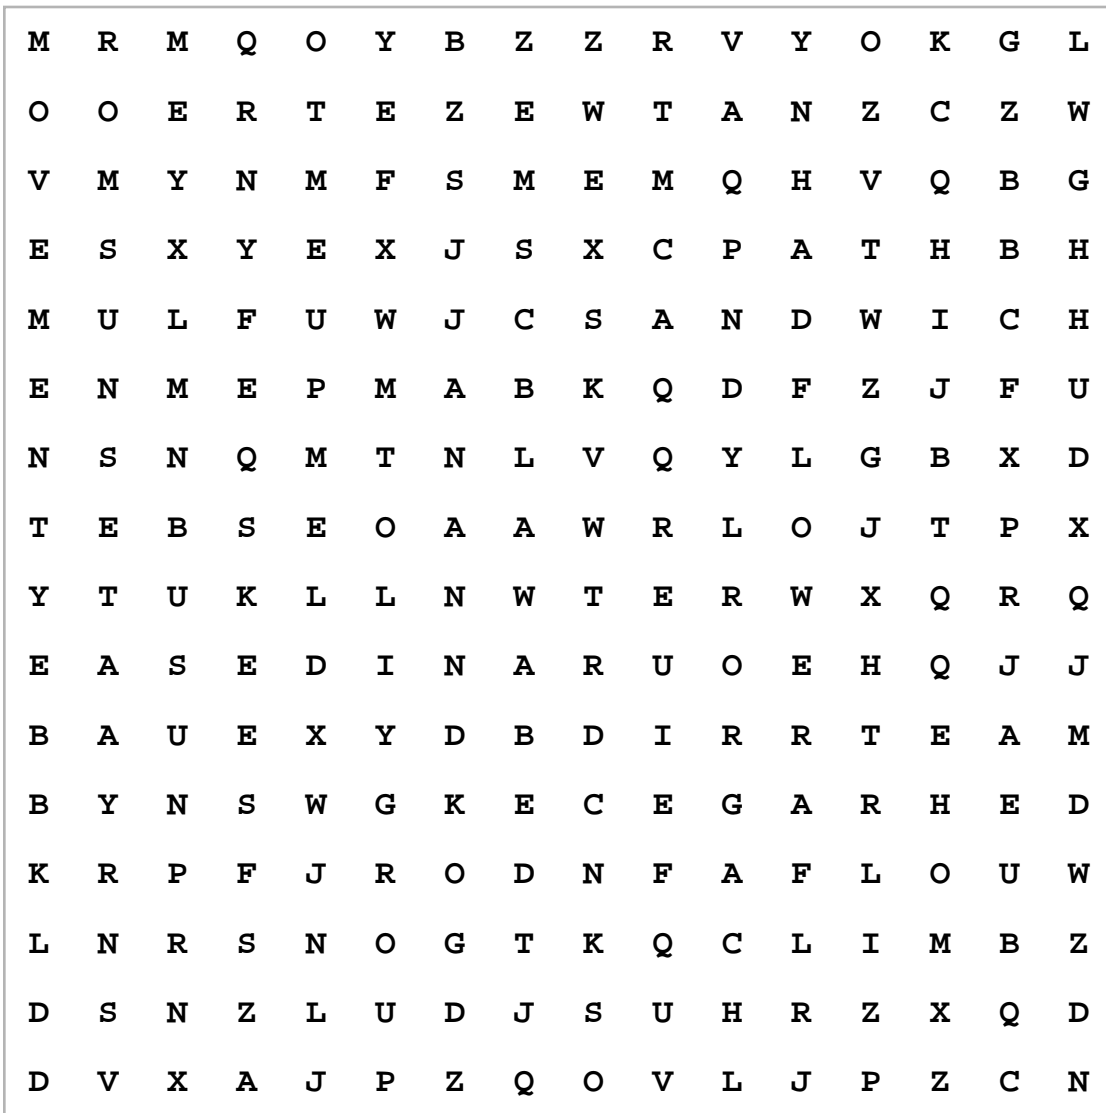 M R M Q O Y B Z Z R V Y O K G L
O O E R T E Z E W T A N Z C Z W
V M Y N M F S M E M Q H V Q B G
E S X Y E X J S X C P A T H B H
M U L F U W J C S A N D W I C H
E N M E P M A B K Q D F Z J F U
N S N Q M T N L V Q Y L G B X D
T E B S E O A A W R L O J T P X
Y T U K L L N W T E R W X Q R Q
E A S E D I N A R U O E H Q J J
B A U E X Y D B D I R R T E A M
B Y N S W G K E C E G A R H E D
K R P F J R O D N F A F L O U W
L N R S N O G T K Q C L I M B Z
D S N Z L U D J S U H R Z X Q D
D V X A J P Z Q O V L J P Z C N